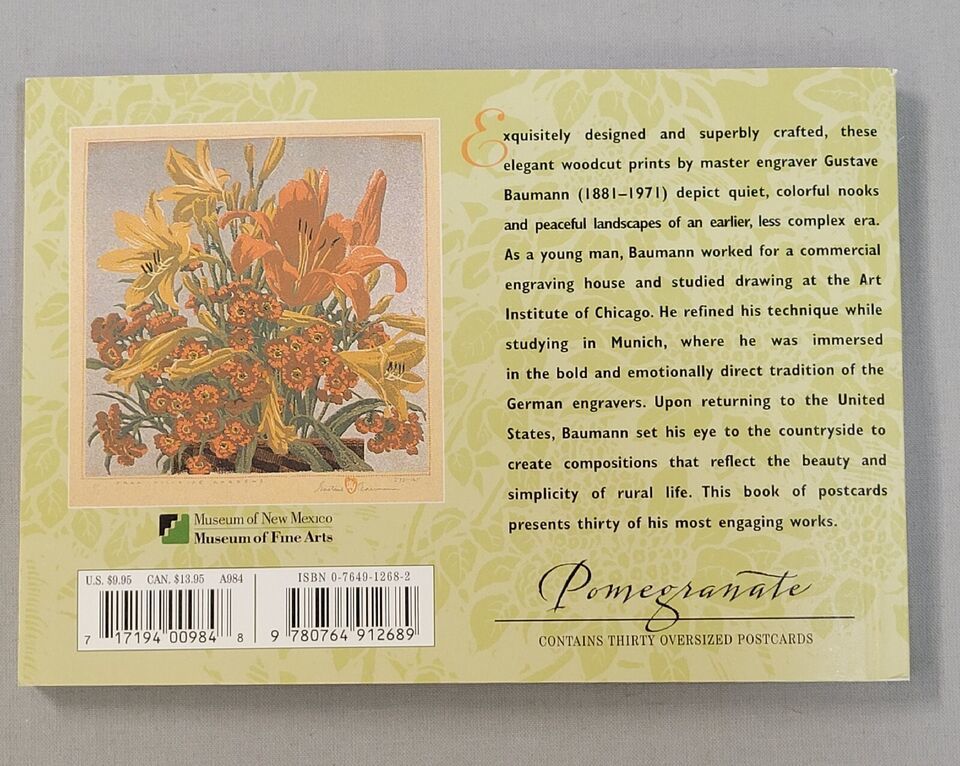 Exquisitely designed and superbly crafted, these
elegant woodcut prints by master engraver Gustave
Baumann (1881–1971) depict quiet, colorful nooks
and peaceful landscapes of an earlier, less complex era.
As a young man, Baumann worked for a commercial
engraving house and studied drawing at the Art
Institute of Chicago. He refined his technique while
studying in Munich, where he was immersed
in the bold and emotionally direct tradition of the
German engravers. Upon returning to the United
States, Baumann set his eye to the countryside to
create compositions that reflect the beauty and
simplicity of rural life. This book of postcards
presents thirty of his most engaging works.
Pomegranate
CONTAINS THIRTY OVERSIZED POSTCARDS
Gustave Baumann
Museum of New Mexico
Museum of Fine Arts
U.S. $9.95 CAN. $13.95 A984
7 17194 00984 8
ISBN 0-7649-1268-2
9 780764 912689